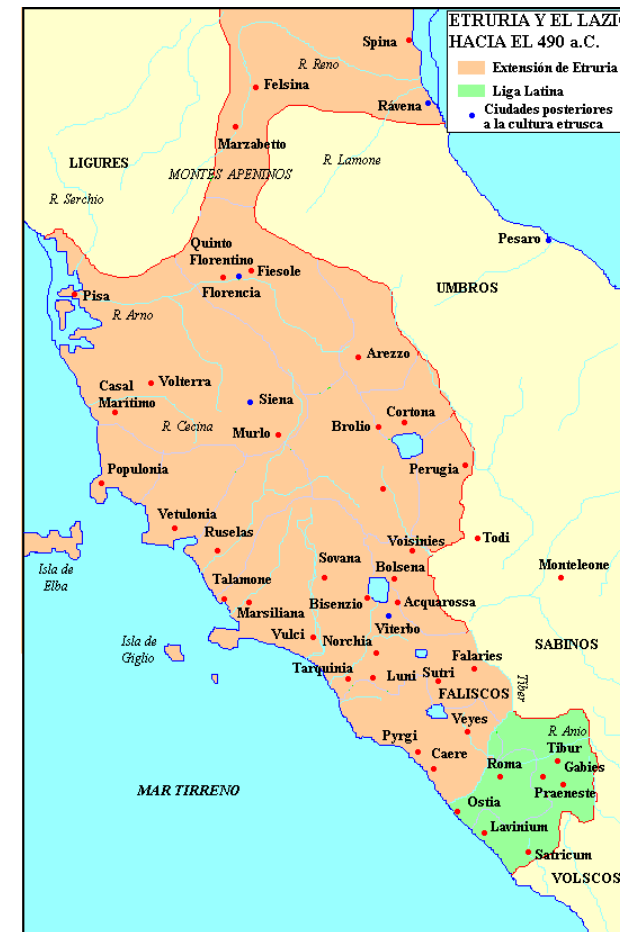 ETRURIA Y EL LAZIO
HACIA EL 490 a.C.
Extensión de Etruria
Liga Latina
Ciudades posteriores
a la cultura etrusca
Spina
R. Reno
Felsina
Rávena
Marzabetto
R. Lamone
LIGURES
MONTES APENINOS
R. Serchio
Pesaro
Quinto
Florentino
Fiesole
Florencia
UMBROS
Pisa
R. Arno
Arezzo
Volterra
Casal
Marítimo
Siena
R. Cecina
Murlo
Brolio
Cortona
Perugia
Populonia
Vetulonia
Ruselas
Voisinies
Todi
Isla de
Elba
Sovana
Bolsena
Monteleone
Talamone
Marsiliana
Bisenzio
Acquarossa
Viterbo
Isla de
Giglio
Vulci
Norchia
SABINOS
Tarquinia
Luni
Sutri
Falaries
FALISCOS
Tiber
Veyes
R. Anio
Pyrgi
Caere
Tibur
Roma
Gabies
Praeneste
MAR TIRRENO
Ostia
Lavinium
Satricum
VOLSCOS